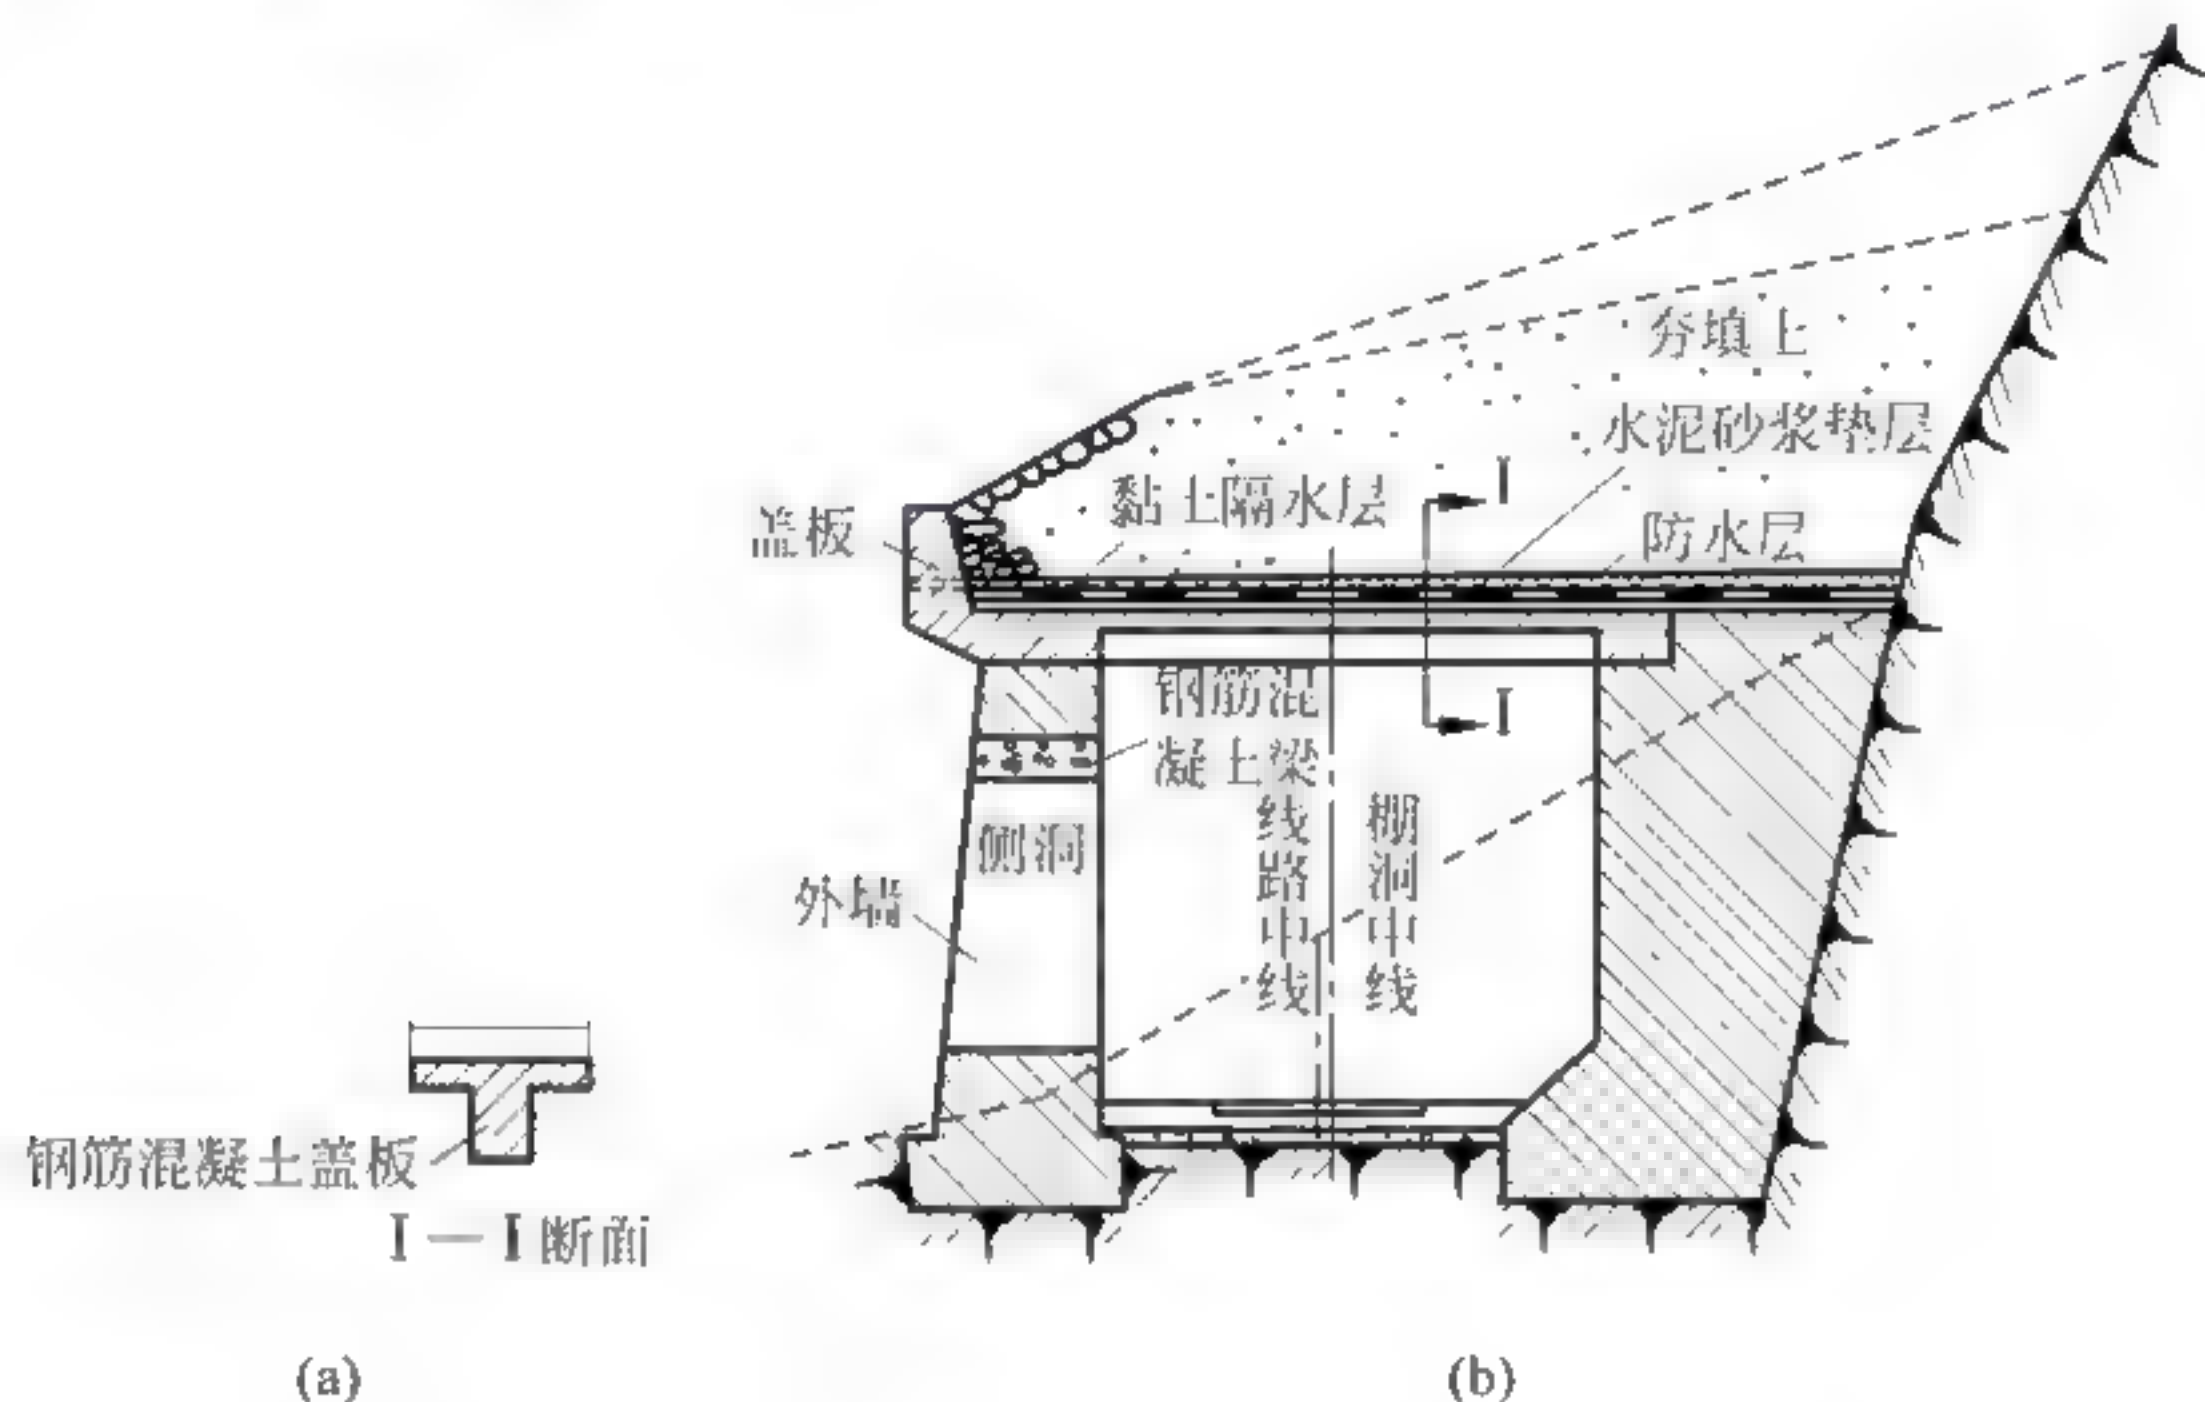 夯填土
水泥砂浆垫层
黏土隔水层
I
防水层
盖板
钢筋混
凝土梁
I
侧洞
线路中线
棚洞中线
外墙
钢筋混凝土盖板
I—I断面
(a)
(b)